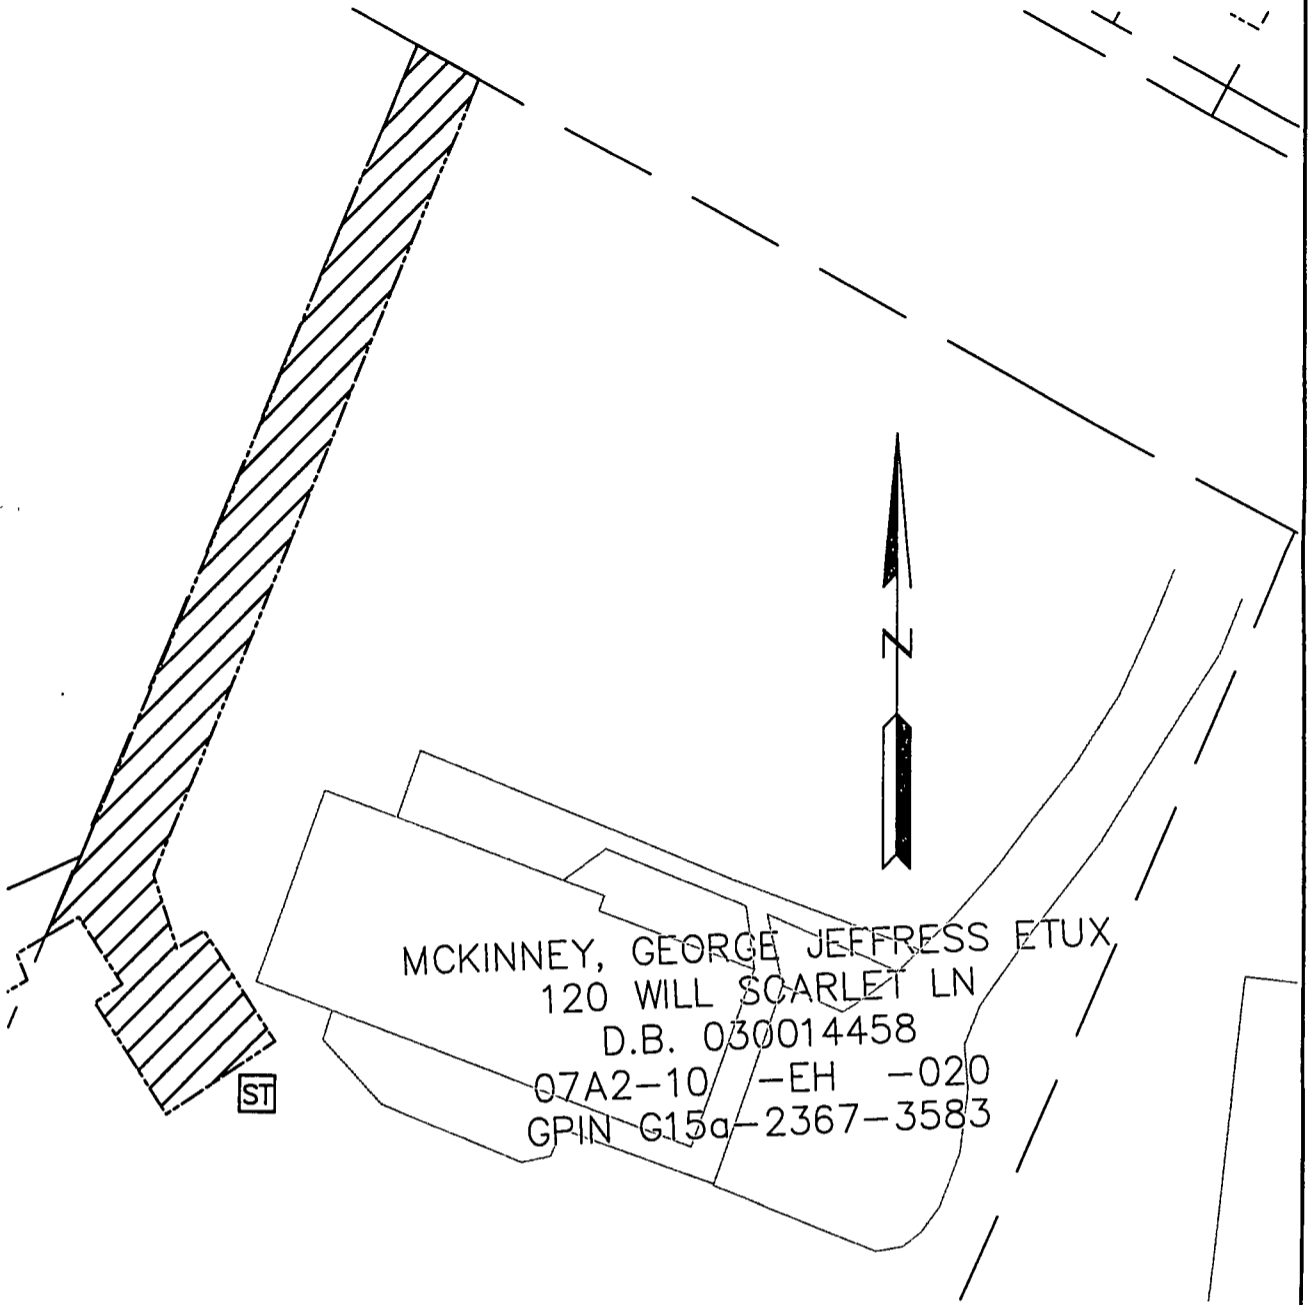 N
MCKINNEY, GEORGE JEFFRESS ETUX
120 WILL SCARLET LN
D.B. 030014458
07A2-10 -EH -020
GPIN G15a-2367-3583
ST